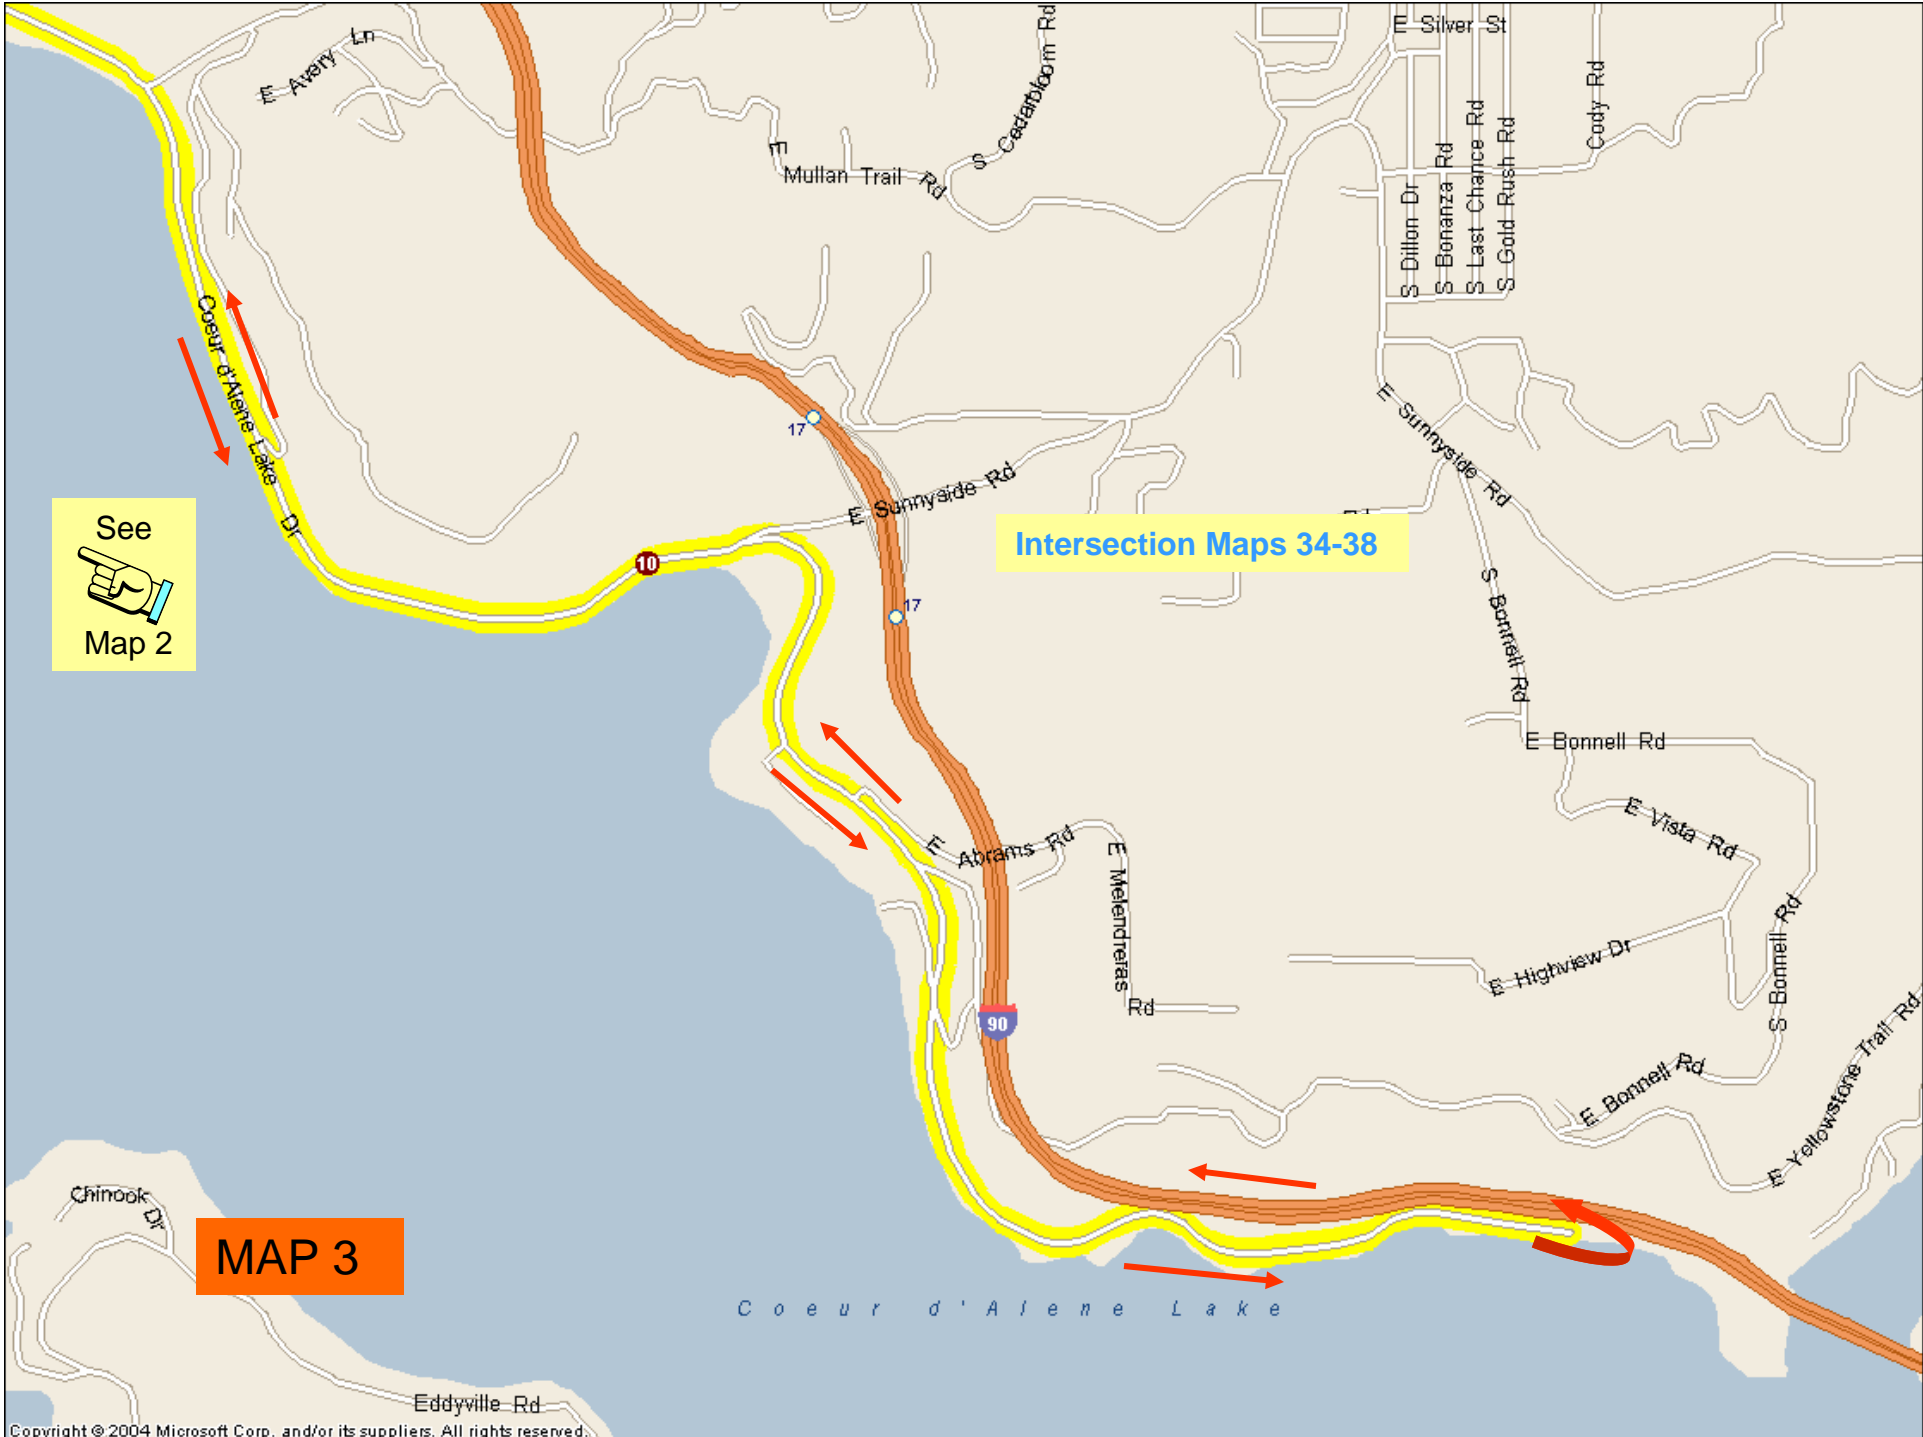 E Silver St
E Avery Ln
S Cedarbloom Rd
Cody Rd
E Mullan Trail Rd
S Dillon Dr
S Bonanza Rd
S Last Chance Rd
S Gold Rush Rd
Coeur d'Alene Lake Dr
17
E Sunnyside Rd
E Sunnyside Rd
Rd
See
Map 2
Intersection Maps 34-38
10
17
S Bonnell Rd
E Bonnell Rd
E Vista Rd
E Abrams Rd
E Melendreras Rd
E Highview Dr
S Bonnell Rd
90
E Bonnell Rd
E Yellowstone Trail Rd
Chinook Dr
MAP 3
Coeur d'Alene Lake
Eddyville Rd
Copyright © 2004 Microsoft Corp. and/or its suppliers. All rights reserved.